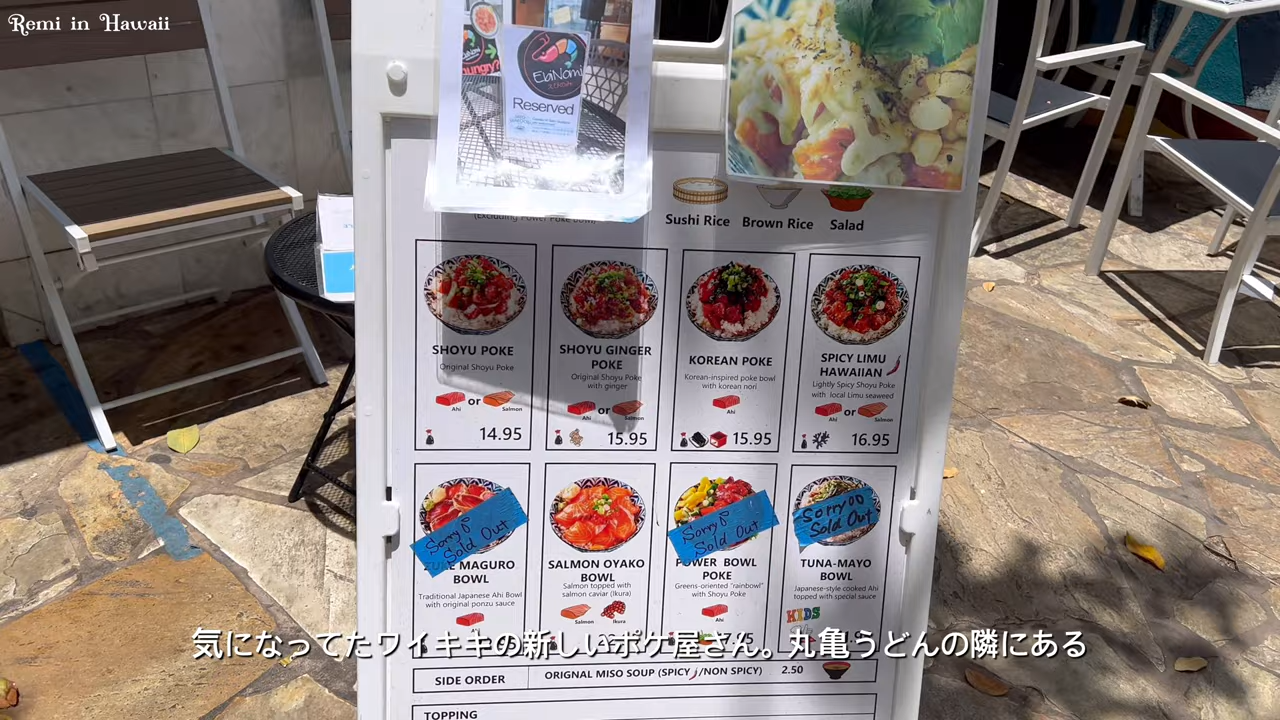 Remi in Hawaii
hungry?
EbiNomi
Reserved
Sushi Rice Brown Rice Salad
SHOYU POKE
Original Shoyu Poke
or
Ahi Salmon
14.95
SHOYU GINGER
POKE
Original Shoyu Poke
with ginger
or
Ahi Salmon
15.95
KOREAN POKE
Korean-inspired poke bowl
with korean nori
Ahi
15.95
SPICY LIMU
HAWAIIAN
Lightly Spicy Shoyu Poke
with local Limu seaweed
or
Ahi Salmon
16.95
Sorry
Sold Out
MAGURO
BOWL
Traditional Japanese Ahi Bowl
with original ponzu sauce
SALMON OYAKO
BOWL
Salmon topped with
salmon caviar (Ikura)
Salmon Ikura
Sorry
Sold Out
POWER BOWL
POKE
Greens-oriented "rainbow"
with Shoyu Poke
Ahi
Sorry
Sold Out
TUNA-MAYO
BOWL
Japanese-style cooked Ahi
topped with special sauce
KIDS
気になってたワイキキの新しいポケ屋さん。丸亀うどんの隣にある
SIDE ORDER
ORIGNAL MISO SOUP (SPICY /NON SPICY) 2.50
TOPPING